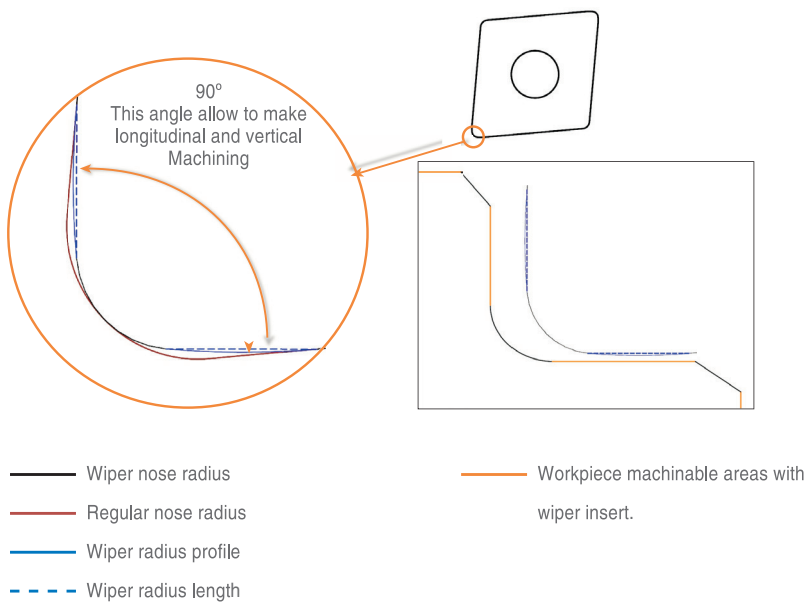 90º
This angle allow to make
longitudinal and vertical
Machining
Wiper nose radius
Regular nose radius
Wiper radius profile
Wiper radius length
Workpiece machinable areas with
wiper insert.